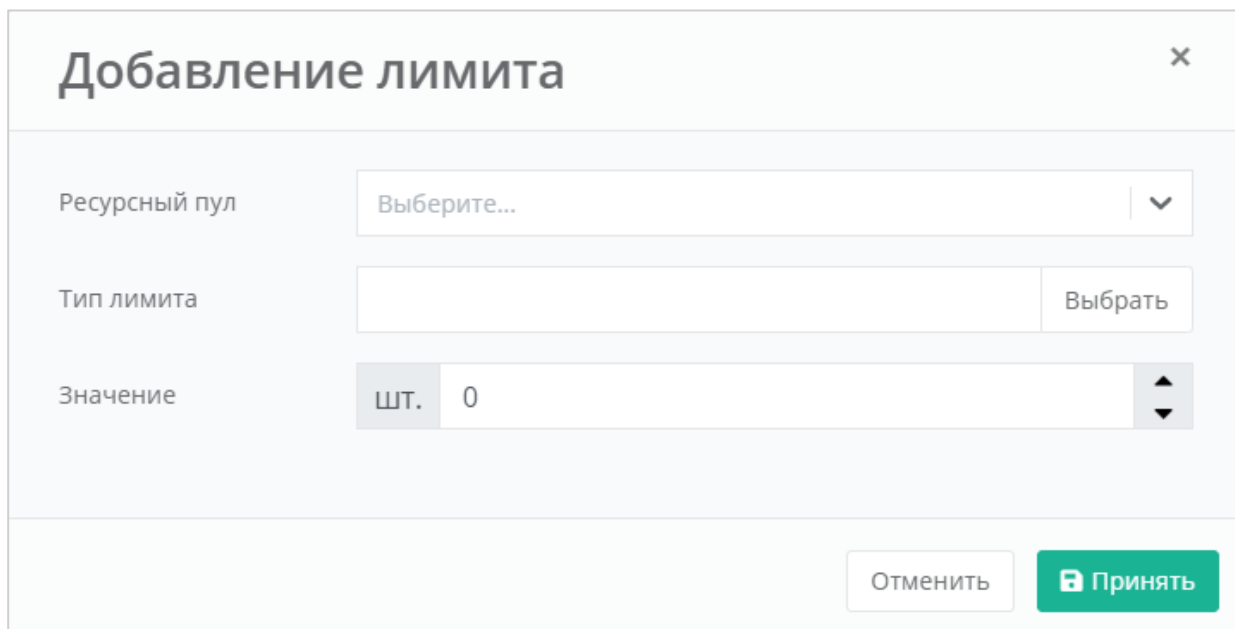 Добавление лимита ×
Ресурсный пул Выберите...
Тип лимита Выбрать
Значение шт. 0
Отменить Принять